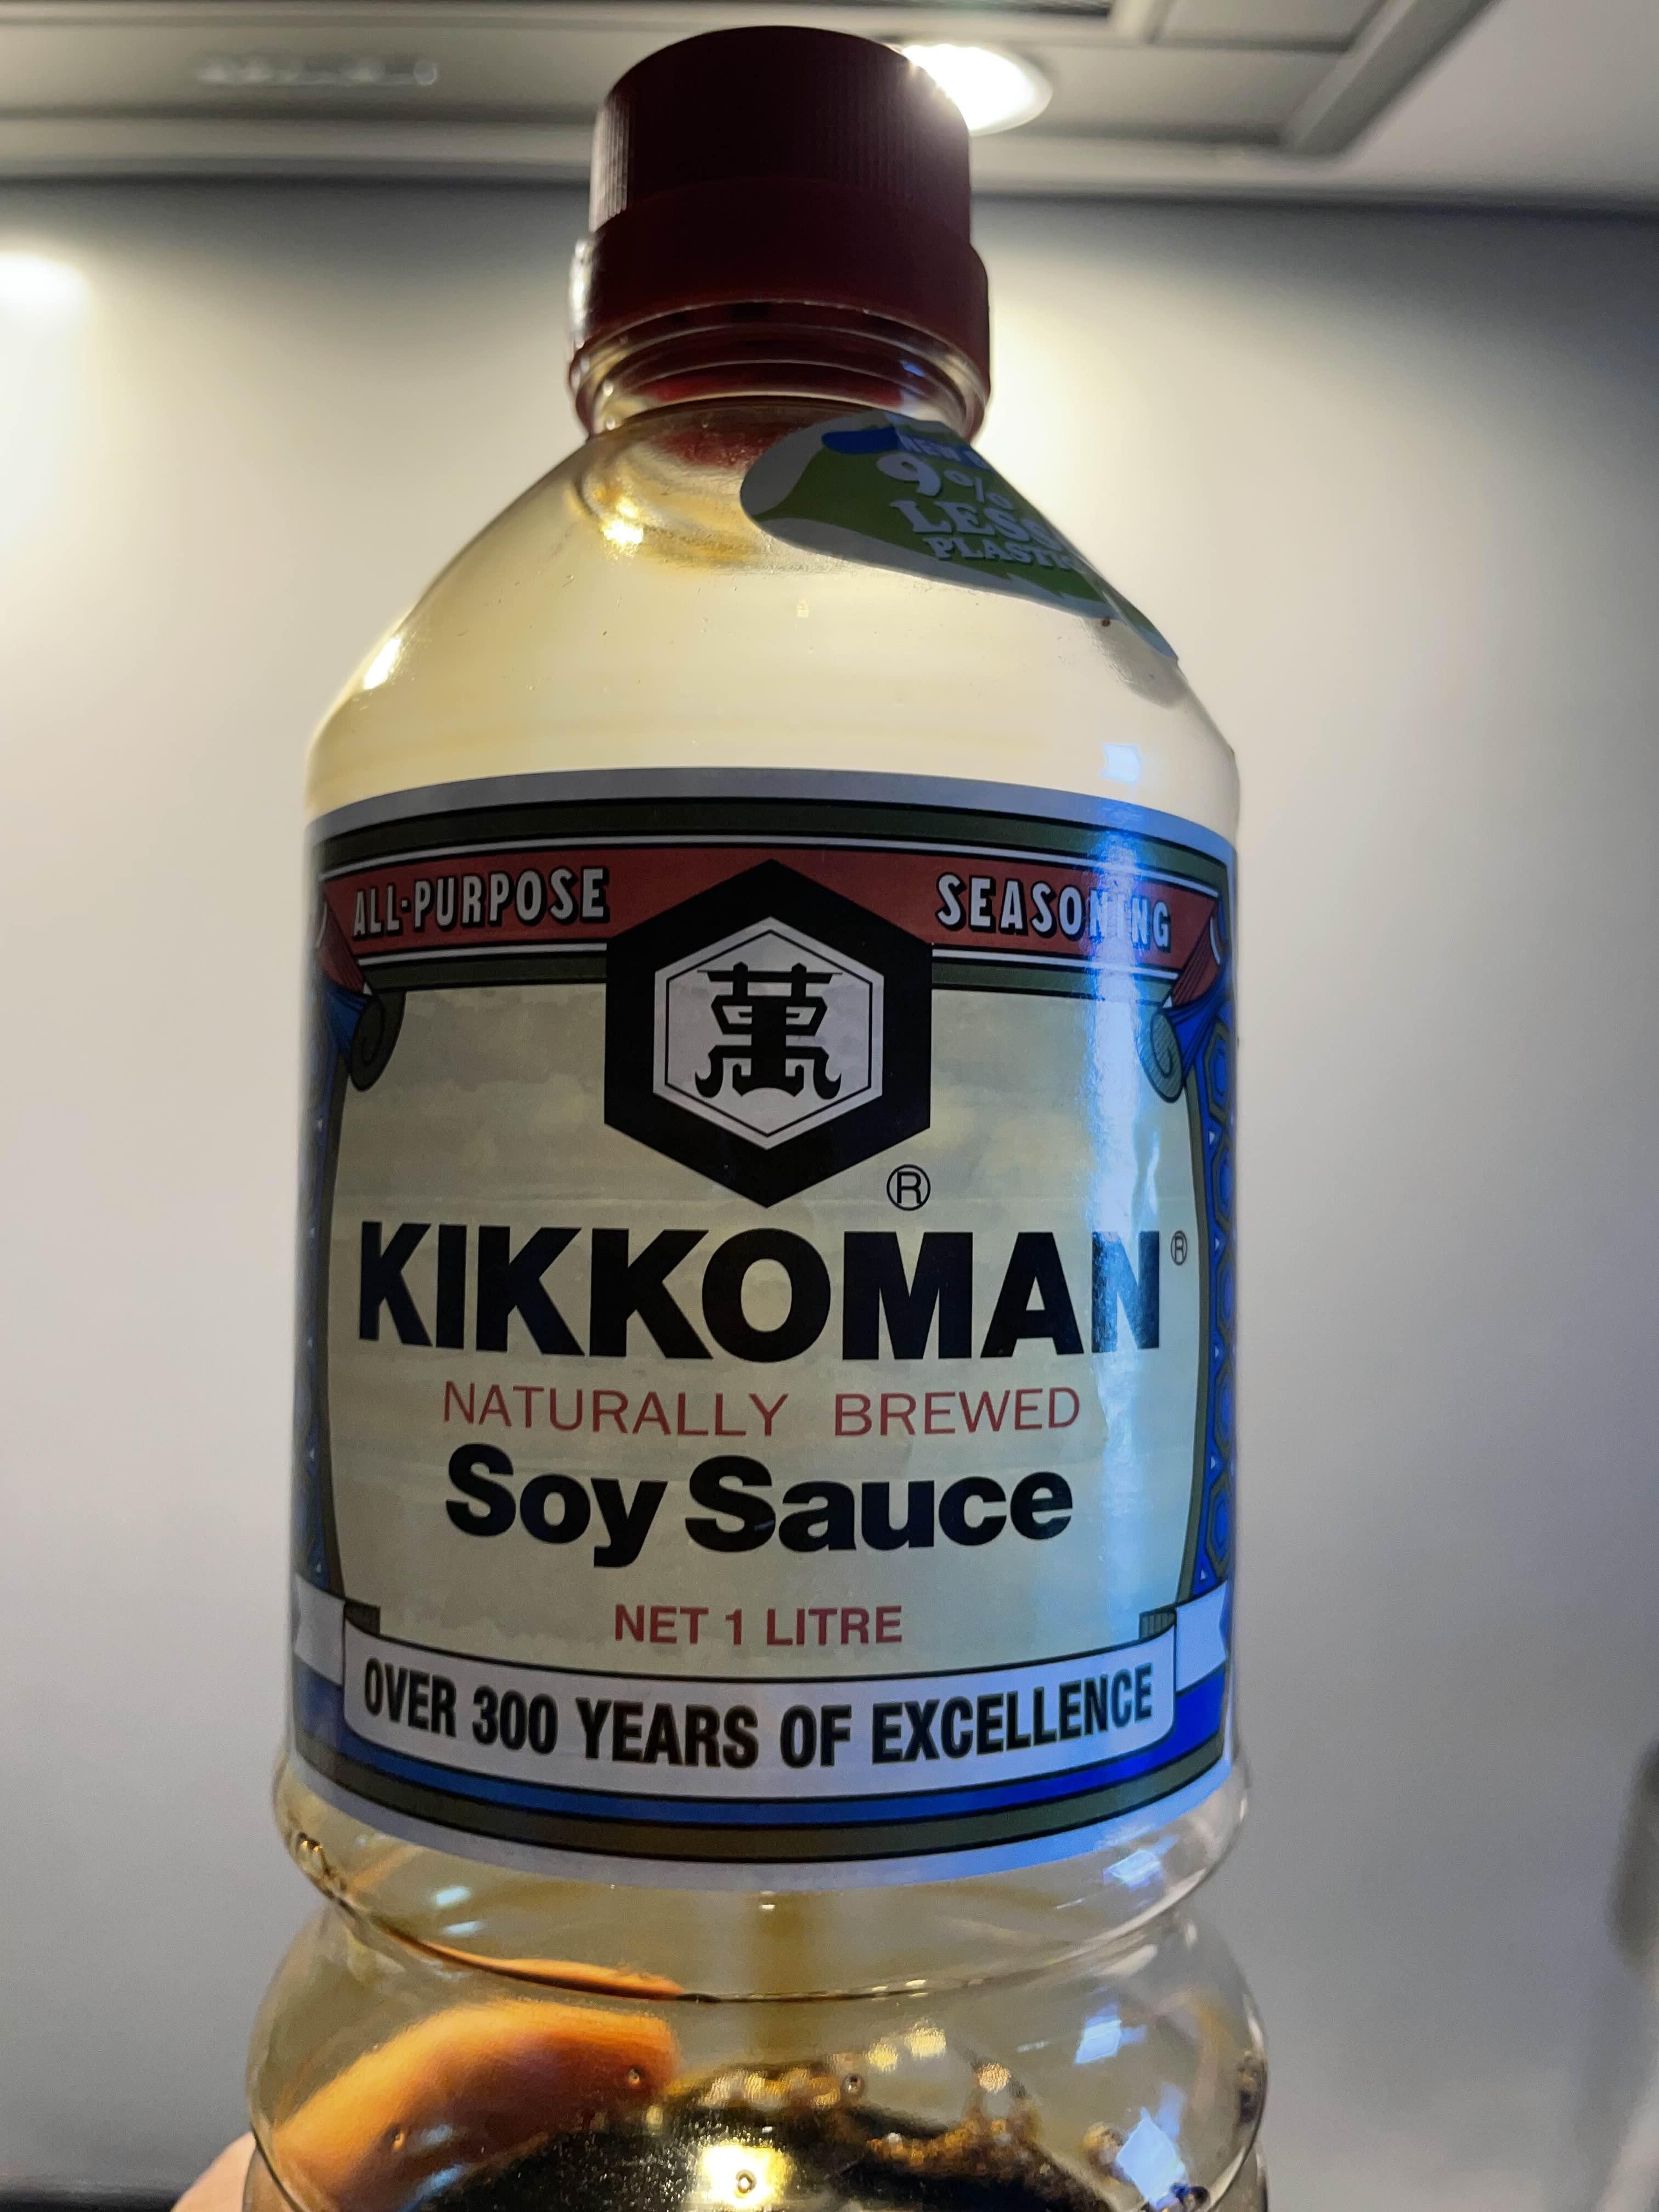 9%
LESS
PLASTIC
ALL-PURPOSE SEASONING
萬
®
KIKKOMAN®
NATURALLY BREWED
Soy Sauce
NET 1 LITRE
OVER 300 YEARS OF EXCELLENCE